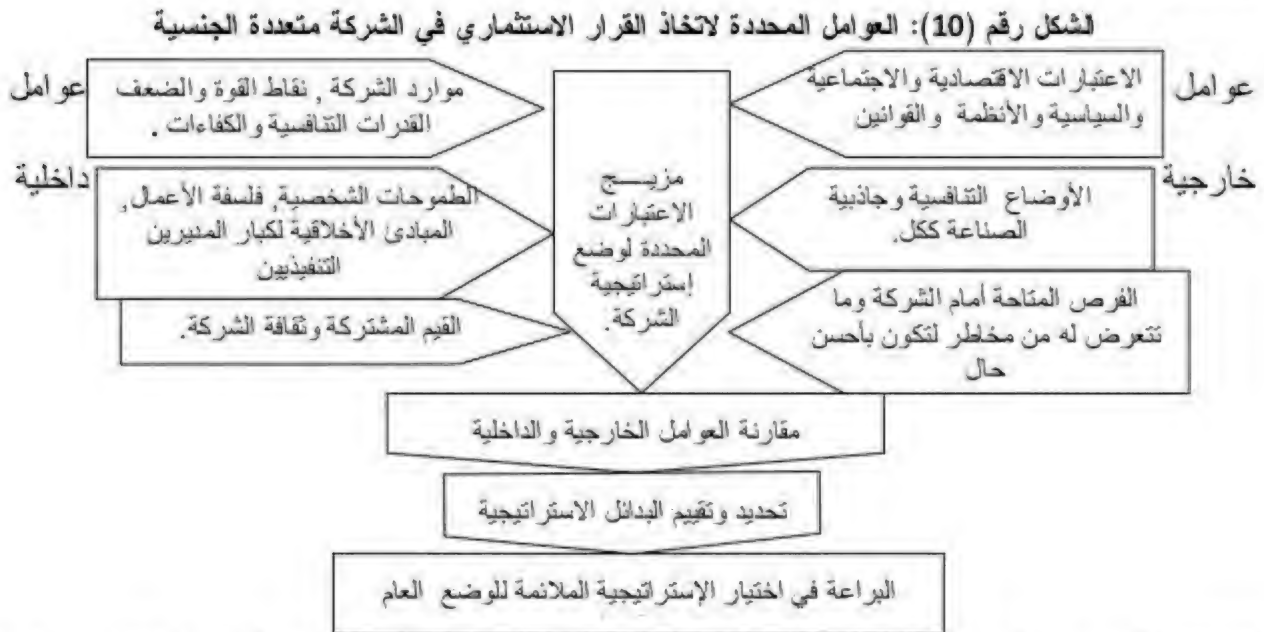 الشكل رقم (10): العوامل المحددة لاتخاذ القرار الاستثماري في الشركة متعددة الجنسية
عوامل
خارجية
الاعتبارات الاقتصادية والاجتماعية
والسياسية والأنظمة والقوانين
الأوضاع التنافسية وجاذبية
الصناعة ككل.
الفرص المتاحة أمام الشركة وما
تتعرض له من مخاطر لتكون بأحسن
حال
مزيـــج
الاعتبارات
المحددة لوضع
إستراتيجية
الشركة.
عوامل
داخلية
موارد الشركة , نقاط القوة والضعف
القدرات التنافسية والكفاءات .
الطموحات الشخصية, فلسفة الأعمال,
المبادئ الأخلاقية لكبار المديرين
التنفيذيين
القيم المشتركة وثقافة الشركة.
مقارنة العوامل الخارجية والداخلية
تحديد وتقييم البدائل الاستراتيجية
البراعة في اختيار الإستراتيجية الملائمة للوضع العام